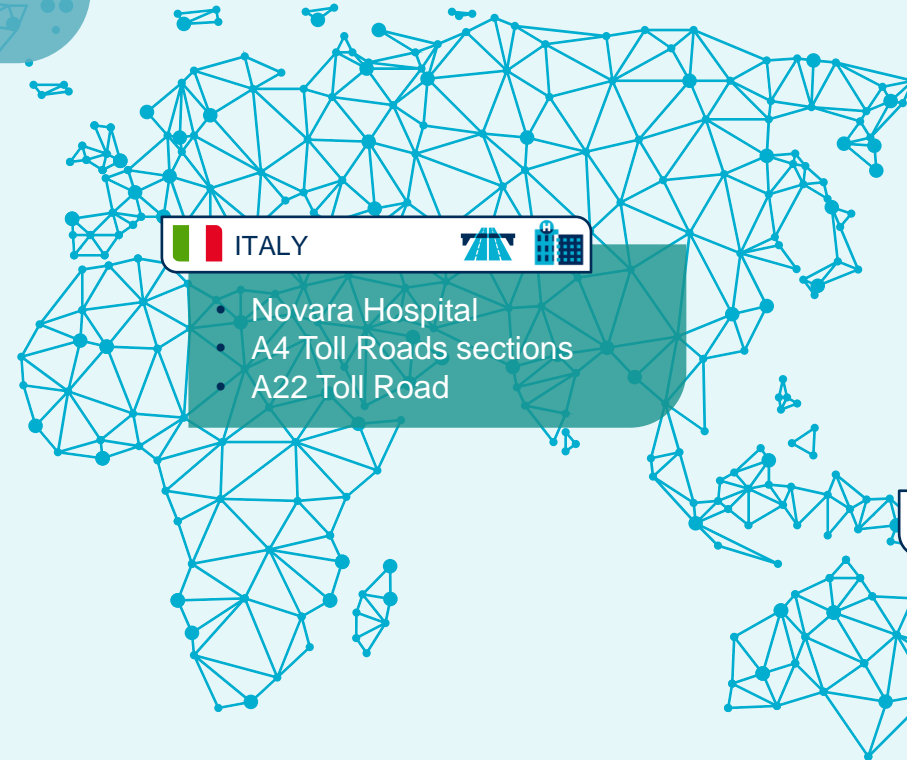 ITALY
• Novara Hospital
• A4 Toll Roads sections
• A22 Toll Road